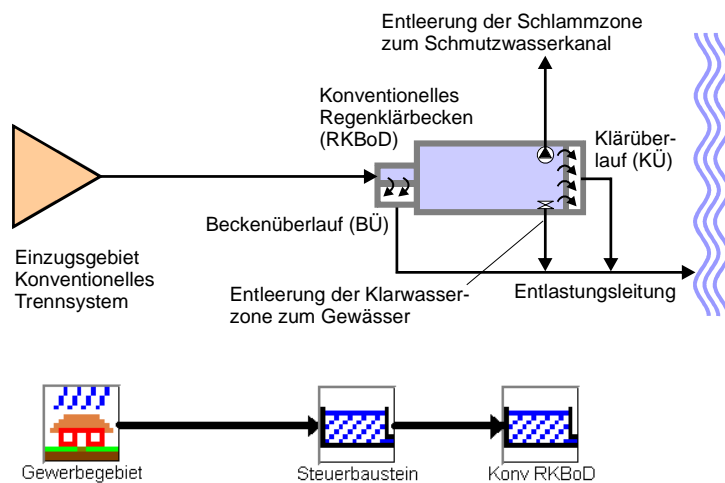 Entleerung der Schlammzone
zum Schmutzwasserkanal
Konventionelles
Regenklärbecken
(RKBoD)
Klärüber-
lauf (KÜ)
Beckenüberlauf (BÜ)
Einzugsgebiet
Konventionelles
Trennsystem
Entleerung der Klarwasser-
zone zum Gewässer
Entlastungsleitung
Gewerbegebiet
Steuerbaustein
Konv RKBoD